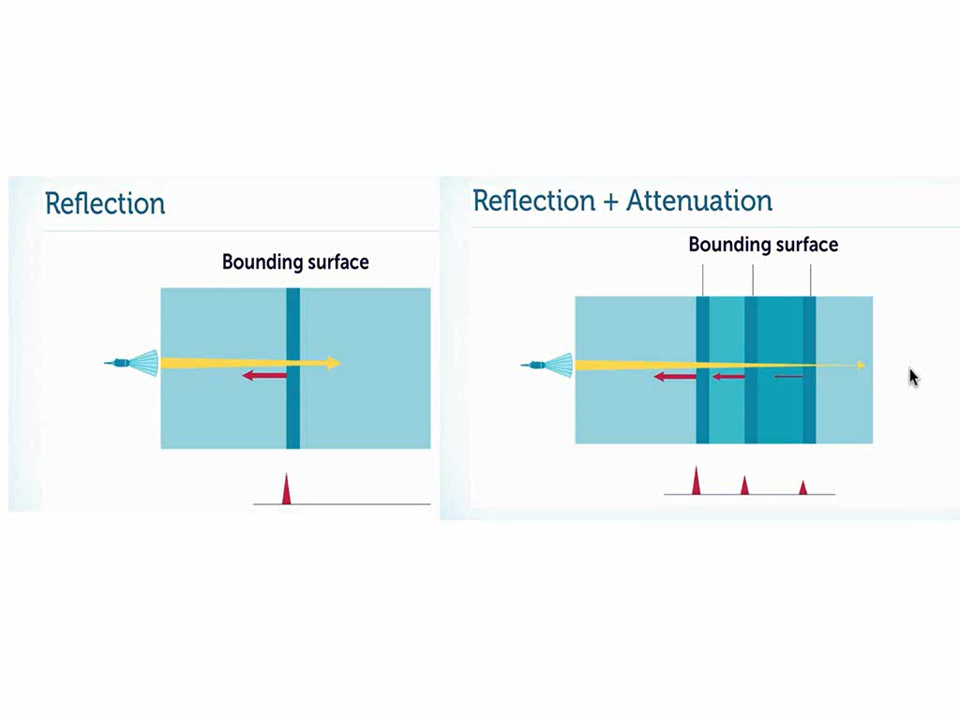 Reflection
Bounding surface
Reflection + Attenuation
Bounding surface